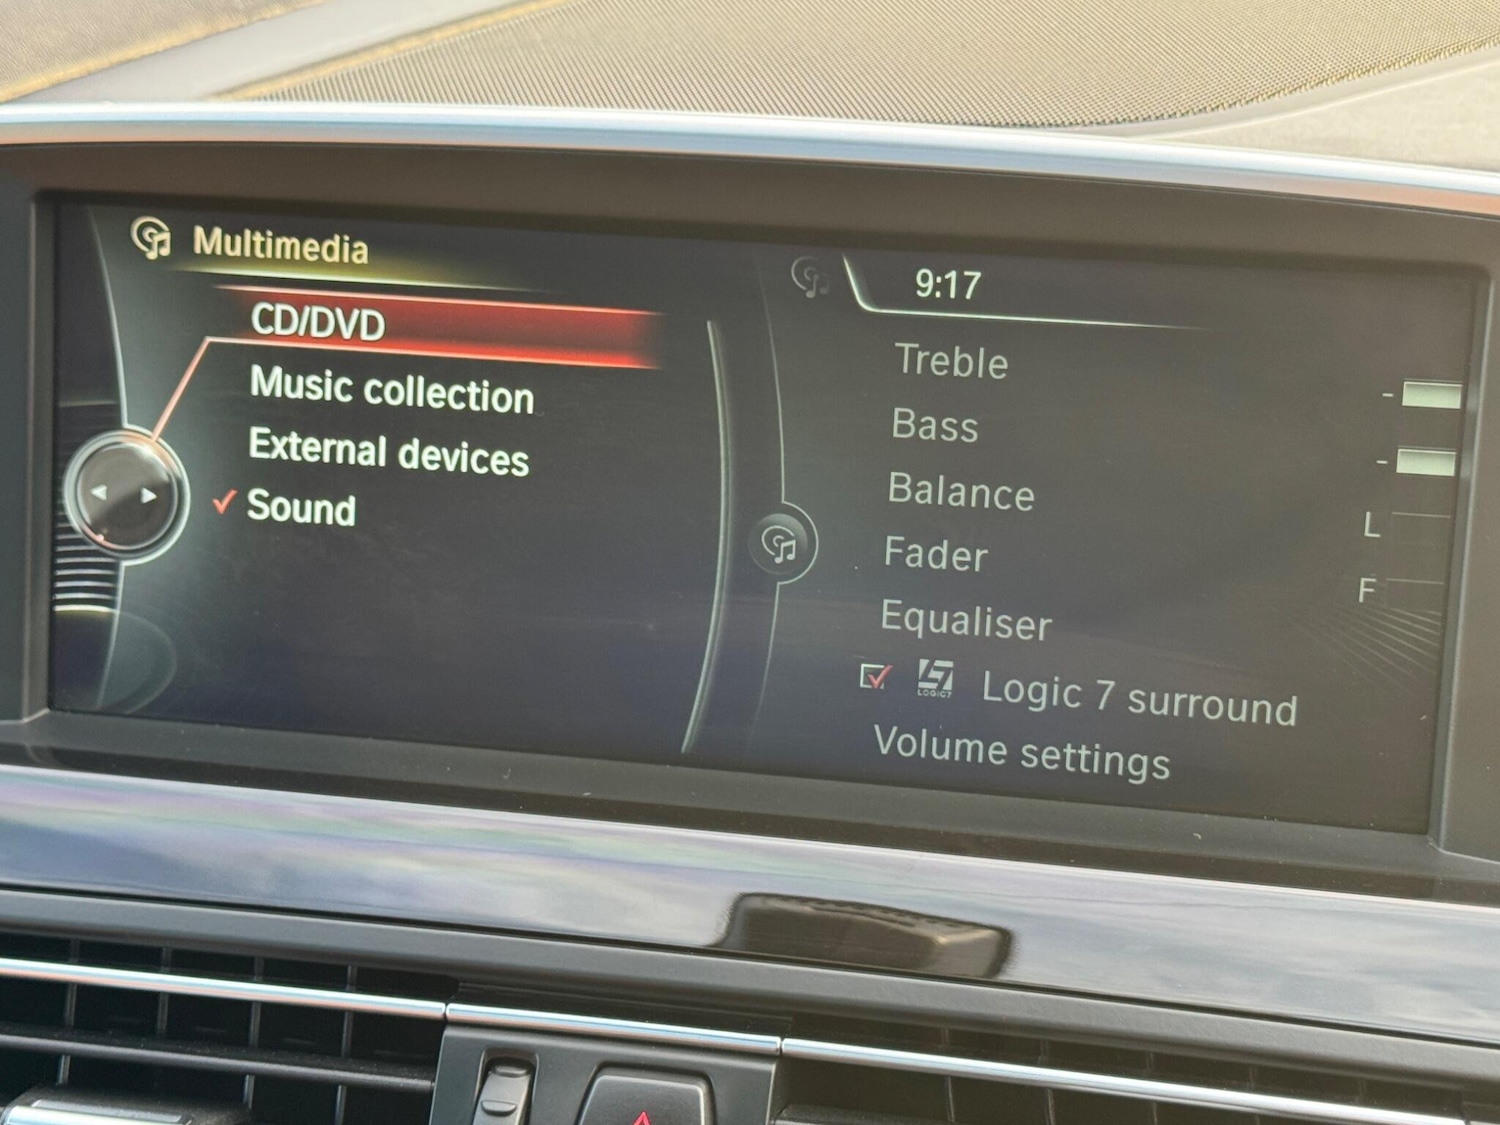 Multimedia
CD/DVD
Music collection
External devices
Sound
9:17
Treble
Bass
Balance
L
Fader
F
Equaliser
LOGIC7 Logic 7 surround
Volume settings